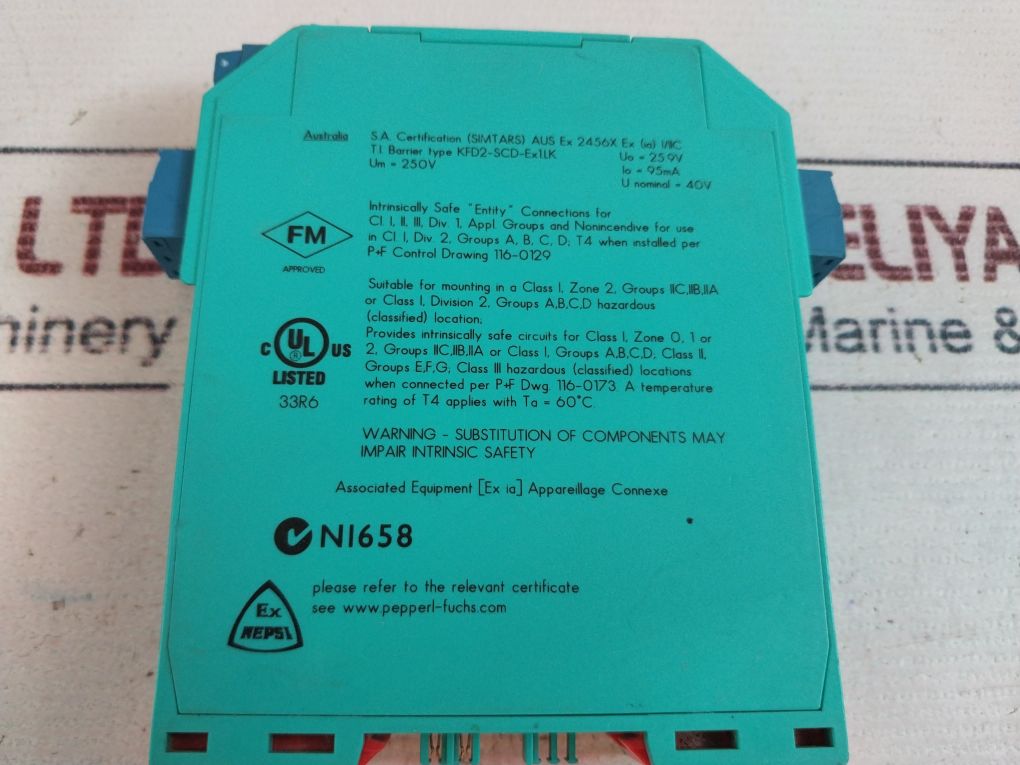 Australia S.A. Certification (SIMTARS) AUS Ex 2456X Ex (ia) I/IIC
T.I. Barrier type KFD2-SCD-Ex1.LK Uo = 25.9V
Um = 250V Io = 95mA
U nominal = 40V
Intrinsically Safe "Entity" Connections for
Cl. I, II, III, Div. 1, Appl. Groups and Nonincendive for use
in Cl. I, Div. 2, Groups A, B, C, D; T4 when installed per
P+F Control Drawing 116-0129
FM
APPROVED
Suitable for mounting in a Class I, Zone 2, Groups IIC,IIB,IIA
or Class I, Division 2, Groups A,B,C,D hazardous
(classified) location;
Provides intrinsically safe circuits for Class I, Zone 0, 1 or
2, Groups IIC,IIB,IIA or Class I, Groups A,B,C,D; Class II,
Groups E,F,G; Class III hazardous (classified) locations
when connected per P+F Dwg. 116-0173. A temperature
rating of T4 applies with Ta = 60°C.
C UL ® US
LISTED
33R6
WARNING - SUBSTITUTION OF COMPONENTS MAY
IMPAIR INTRINSIC SAFETY
Associated Equipment [Ex ia] Appareillage Connexe
N1658
please refer to the relevant certificate
see www.pepperl-fuchs.com
Ex
NEPSI
LTE ELIYA
hinery Marine &